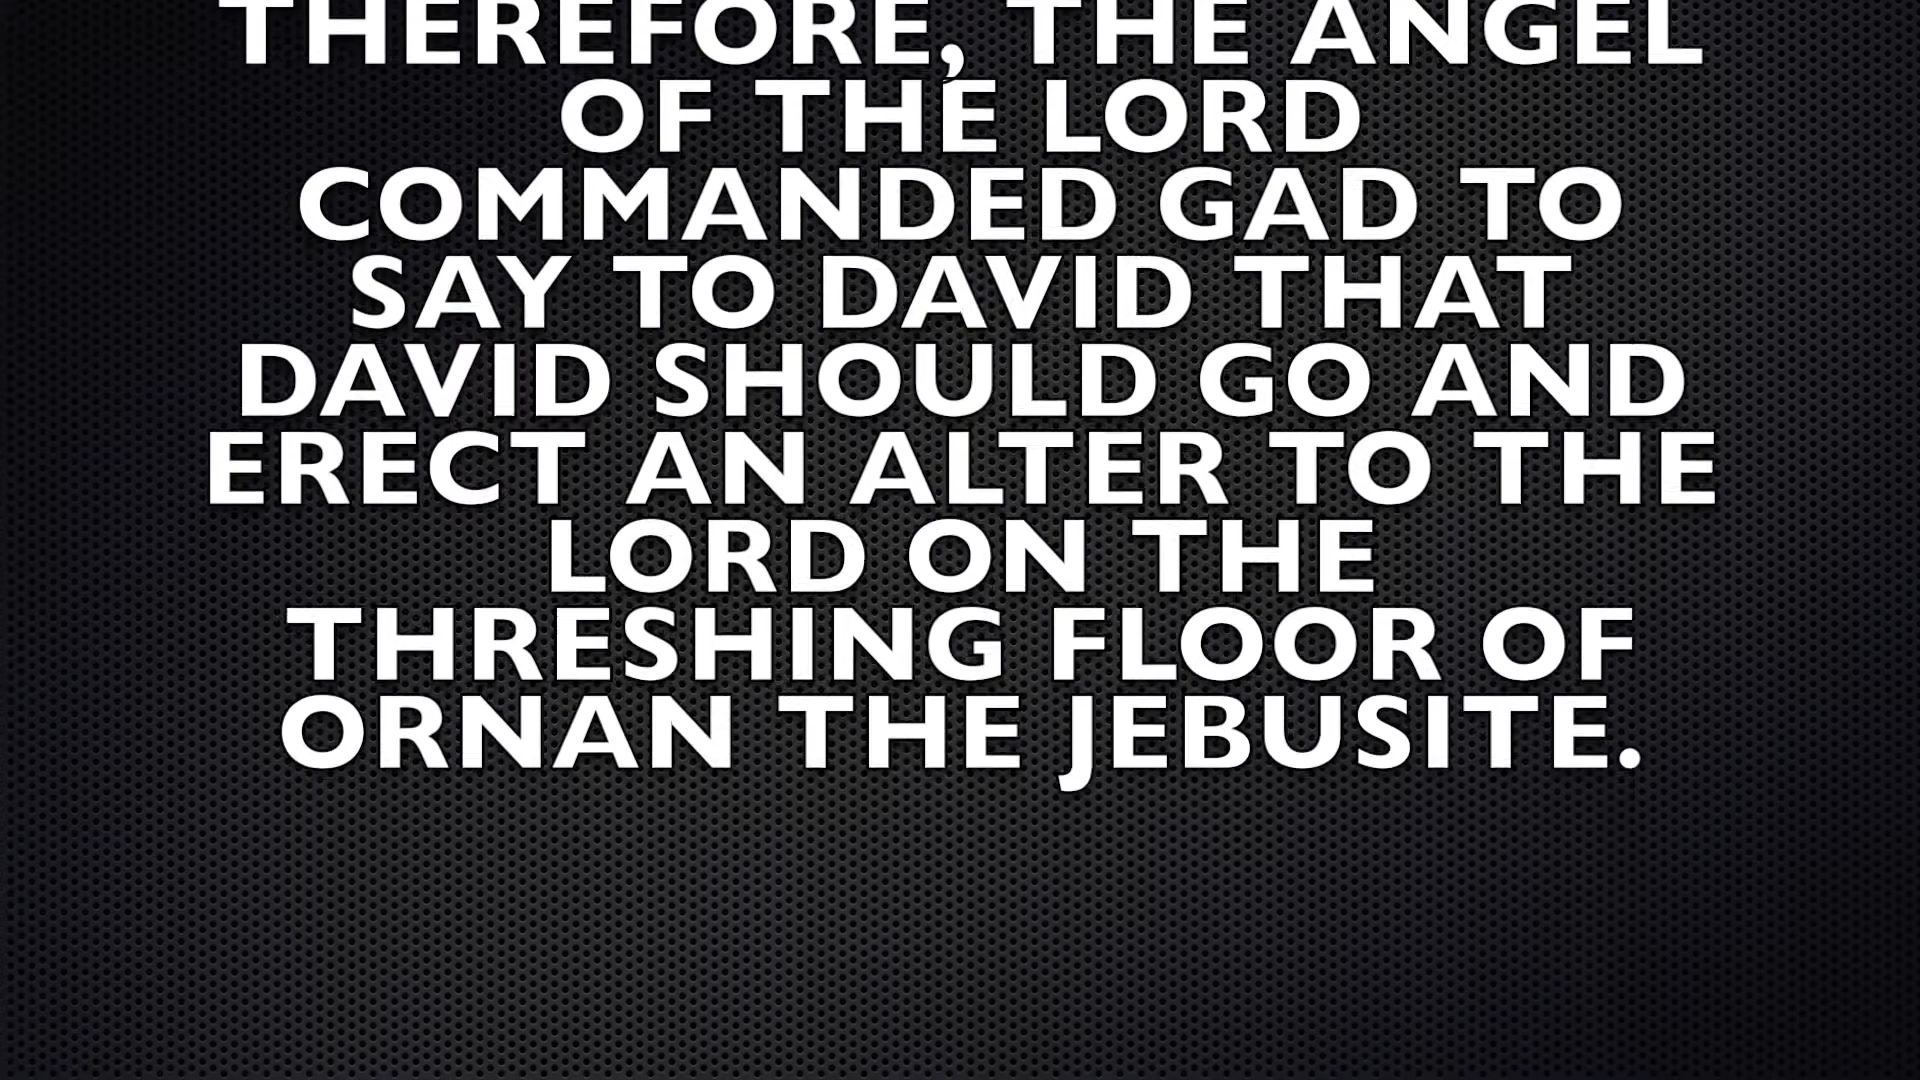 THEREFORE, THE ANGEL
OF THE LORD
COMMANDED GAD TO
SAY TO DAVID THAT
DAVID SHOULD GO AND
ERECT AN ALTER TO THE
LORD ON THE
THRESHING FLOOR OF
ORNAN THE JEBUSITE.